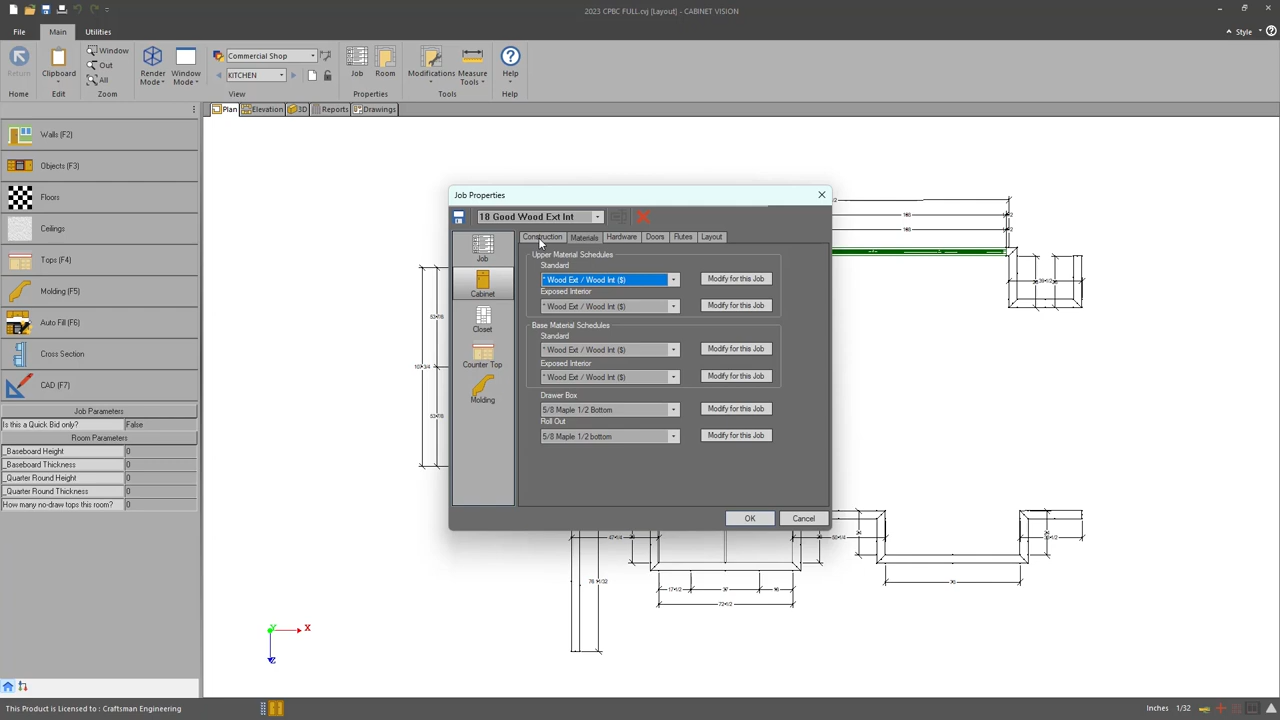 2023 CPBC FULL.cvj [Layout] - CABINET VISION
File
Main
Utilities
Style
Return
Clipboard
Window
Out
All
Render Mode
Window Mode
Commercial Shop
KITCHEN
Job
Room
Modifications
Measure Tools
Help
Home
Edit
Zoom
View
Properties
Tools
Help
Plan
Elevation
3D
Reports
Drawings
Walls (F2)
Objects (F3)
Floors
Ceilings
Tops (F4)
Molding (F5)
Auto Fill (F6)
Cross Section
CAD (F7)
Job Parameters
Is this a Quick Bid only? False
Room Parameters
_Baseboard Height 0
_Baseboard Thickness 0
_Quarter Round Height 0
_Quarter Round Thickness 0
How many no-draw tops this room? 0
Job Properties
18 Good Wood Ext Int
Job
Cabinet
Closet
Counter Top
Molding
Construction
Materials
Hardware
Doors
Flutes
Layout
Upper Material Schedules
Standard
* Wood Ext / Wood Int ($)
Modify for this Job
Exposed Interior
* Wood Ext / Wood Int ($)
Modify for this Job
Base Material Schedules
Standard
* Wood Ext / Wood Int ($)
Modify for this Job
Exposed Interior
* Wood Ext / Wood Int ($)
Modify for this Job
Drawer Box
5/8 Maple 1/2 Bottom
Modify for this Job
Roll Out
5/8 Maple 1/2 bottom
Modify for this Job
OK
Cancel
Y
X
Z
This Product is Licensed to : Craftsman Engineering
Inches
1/32